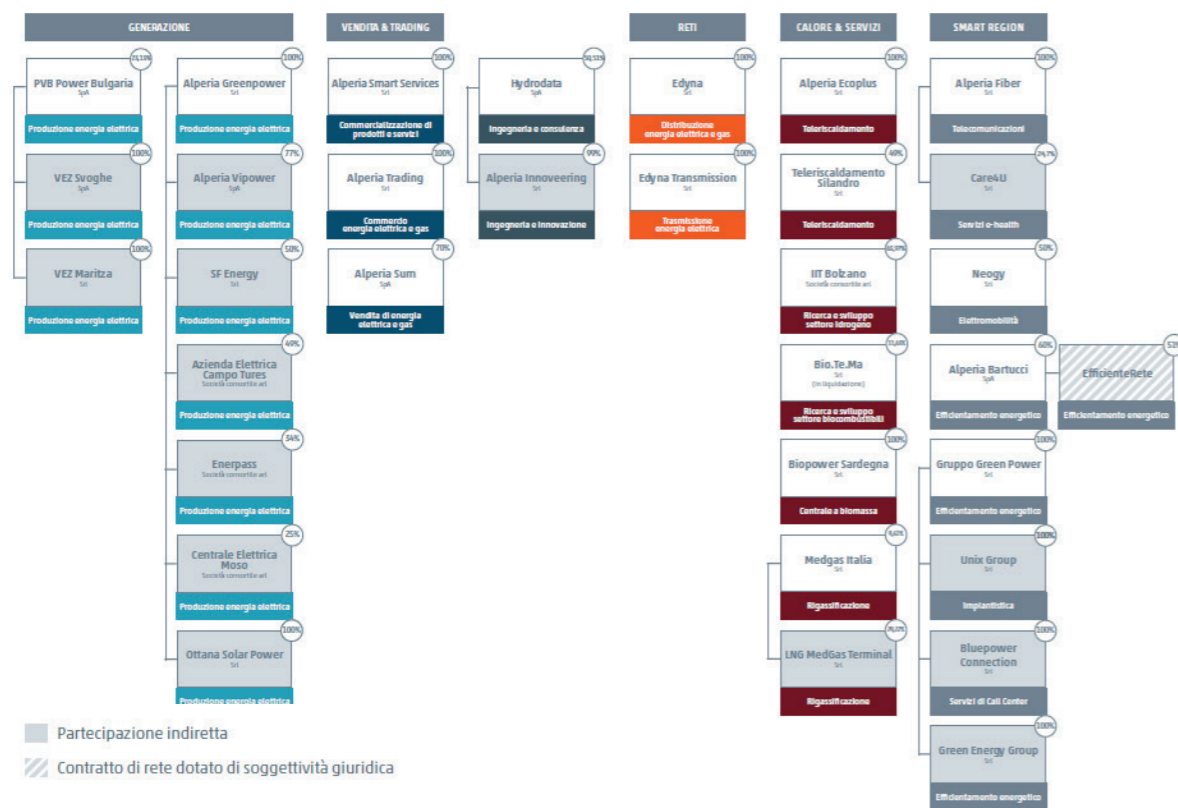 GENERAZIONE
PVB Power Bulgaria
SpA
Produzione energia elettrica
100%
VEZ Svoghe
SpA
Produzione energia elettrica
100%
VEZ Maritza
Srl
Produzione energia elettrica
100%
Alperia Greenpower
Srl
Produzione energia elettrica
77%
Alperia Vipower
SpA
Produzione energia elettrica
50%
SF Energy
Srl
Produzione energia elettrica
49%
Azienda Elettrica
Campo Tures
Società consortile arl
Produzione energia elettrica
34%
Enerpass
Società consortile arl
Produzione energia elettrica
25%
Centrale Elettrica
Moso
Società consortile arl
Produzione energia elettrica
100%
Ottana Solar Power
Srl
Produzione energia elettrica
VENDITA & TRADING
100%
Alperia Smart Services
Srl
Commercializzazione di
prodotti e servizi
100%
Alperia Trading
Srl
Commercio
energia elettrica e gas
70%
Alperia Sum
SpA
Vendita di energia
elettrica e gas
Hydrodata
SpA
Ingegneria e consulenza
99%
Alperia Innoveering
Srl
Ingegneria e innovazione
RETI
100%
Edyna
Srl
Distribuzione
energia elettrica e gas
100%
Edyna Transmission
Srl
Trasmissione
energia elettrica
CALORE & SERVIZI
100%
Alperia Ecoplus
Srl
Teleriscaldamento
49%
Teleriscaldamento
Silandro
Srl
Teleriscaldamento
IIT Bolzano
Società consortile arl
Ricerca e sviluppo
settore idrogeno
Bio.Te.Ma
Srl
(in liquidazione)
Ricerca e sviluppo
settore biocombustibili
100%
Biopower Sardegna
Srl
Centrale a biomassa
Medgas Italia
Srl
Rigassificazione
LNG MedGas Terminal
Srl
Rigassificazione
SMART REGION
100%
Alperia Fiber
Srl
Telecomunicazioni
24,7%
Care4U
Srl
Servizi e-health
50%
Neogy
Srl
Elettromobilità
60%
Alperia Bartucci
SpA
Efficientamento energetico
EfficienteRete
Efficientamento energetico
100%
Gruppo Green Power
Srl
Efficientamento energetico
100%
Unix Group
Srl
Impiantistica
100%
Bluepower
Connection
Srl
Servizi di Call Center
100%
Green Energy Group
Srl
Efficientamento energetico
Partecipazione indiretta
Contratto di rete dotato di soggettività giuridica